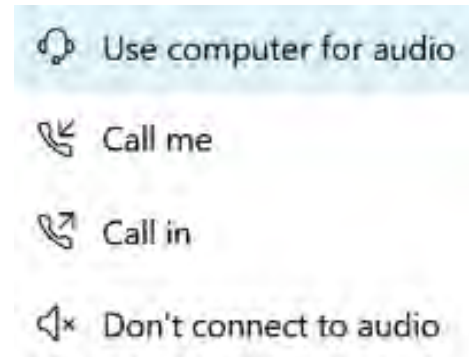 Use computer for audio
Call me
Call in
Don't connect to audio